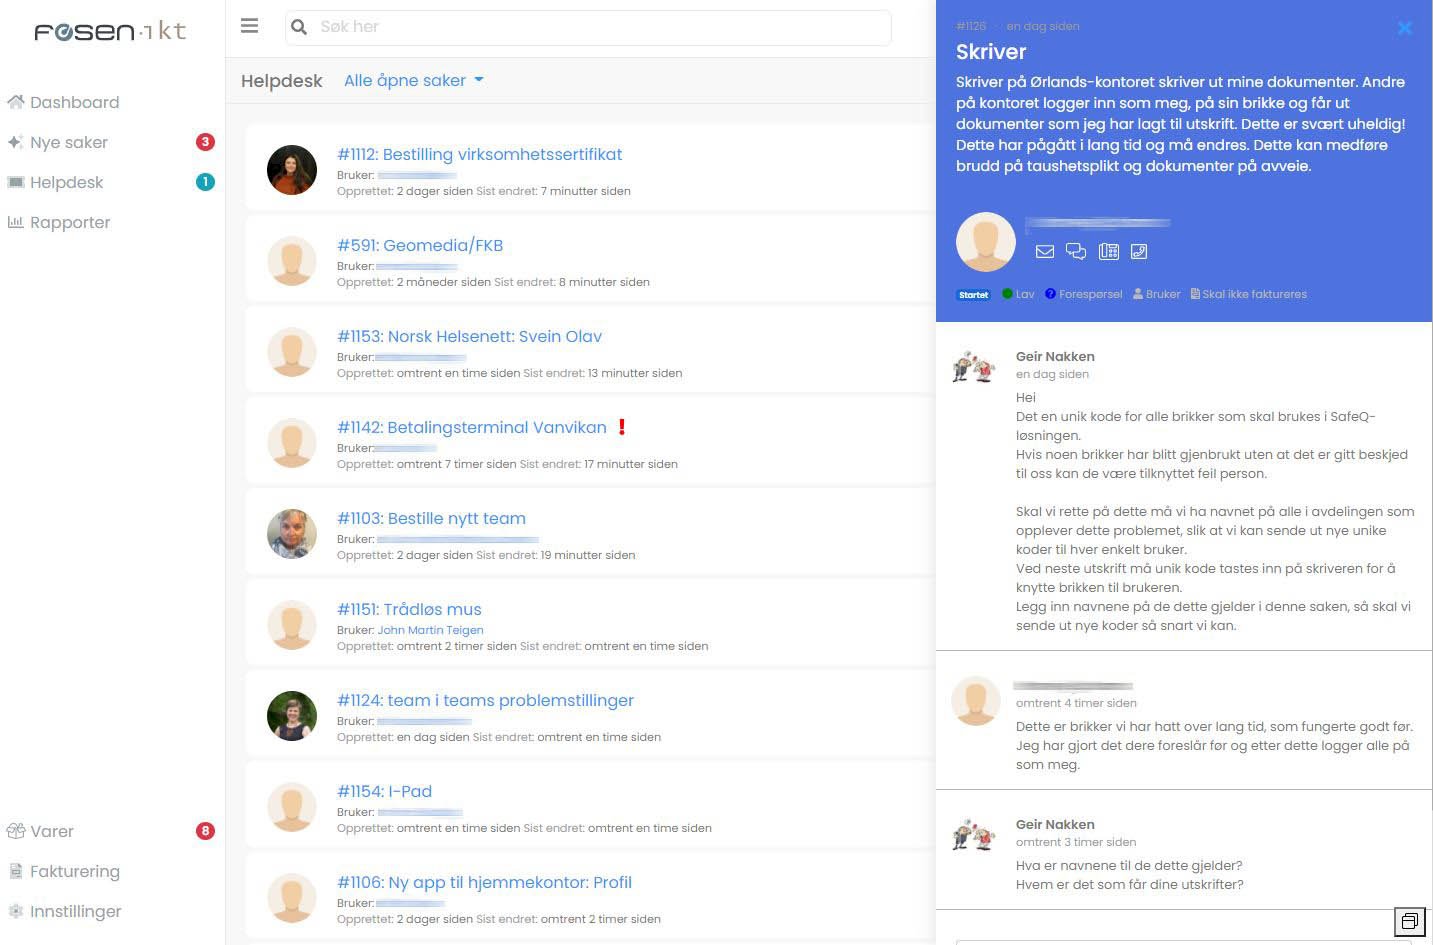 fosen·ikt
Søk her
Dashboard
Nye saker 3
Helpdesk 1
Rapporter
Varer 8
Fakturering
Innstillinger
Helpdesk Alle åpne saker
#1112: Bestilling virksomhetssertifikat
Bruker:
Opprettet: 2 dager siden Sist endret: 7 minutter siden
#591: Geomedia/FKB
Bruker:
Opprettet: 2 måneder siden Sist endret: 8 minutter siden
#1153: Norsk Helsenett: Svein Olav
Bruker:
Opprettet: omtrent en time siden Sist endret: 13 minutter siden
#1142: Betalingsterminal Vanvikan !
Bruker:
Opprettet: omtrent 7 timer siden Sist endret: 17 minutter siden
#1103: Bestille nytt team
Bruker:
Opprettet: 2 dager siden Sist endret: 19 minutter siden
#1151: Trådløs mus
Bruker: John Martin Teigen
Opprettet: omtrent 2 timer siden Sist endret: omtrent en time siden
#1124: team i teams problemstillinger
Bruker:
Opprettet: en dag siden Sist endret: omtrent en time siden
#1154: I-Pad
Bruker:
Opprettet: omtrent en time siden Sist endret: omtrent en time siden
#1106: Ny app til hjemmekontor: Profil
Bruker:
Opprettet: 2 dager siden Sist endret: omtrent 2 timer siden
#1126 · en dag siden
Skriver
Skriver på Ørlands-kontoret skriver ut mine dokumenter. Andre
på kontoret logger inn som meg, på sin brikke og får ut
dokumenter som jeg har lagt til utskrift. Dette er svært uheldig!
Dette har pågått i lang tid og må endres. Dette kan medføre
brudd på taushetsplikt og dokumenter på avveie.
Startet Lav ? Forespørsel Bruker Skal ikke faktureres
Geir Nakken
en dag siden
Hei
Det en unik kode for alle brikker som skal brukes i SafeQ-
løsningen.
Hvis noen brikker har blitt gjenbrukt uten at det er gitt beskjed
til oss kan de være tilknyttet feil person.
Skal vi rette på dette må vi ha navnet på alle i avdelingen som
opplever dette problemet, slik at vi kan sende ut nye unike
koder til hver enkelt bruker.
Ved neste utskrift må unik kode tastes inn på skriveren for å
knytte brikken til brukeren.
Legg inn navnene på de dette gjelder i denne saken, så skal vi
sende ut nye koder så snart vi kan.
omtrent 4 timer siden
Dette er brikker vi har hatt over lang tid, som fungerte godt før.
Jeg har gjort det dere foreslår før og etter dette logger alle på
som meg.
Geir Nakken
omtrent 3 timer siden
Hva er navnene til de dette gjelder?
Hvem er det som får dine utskrifter?